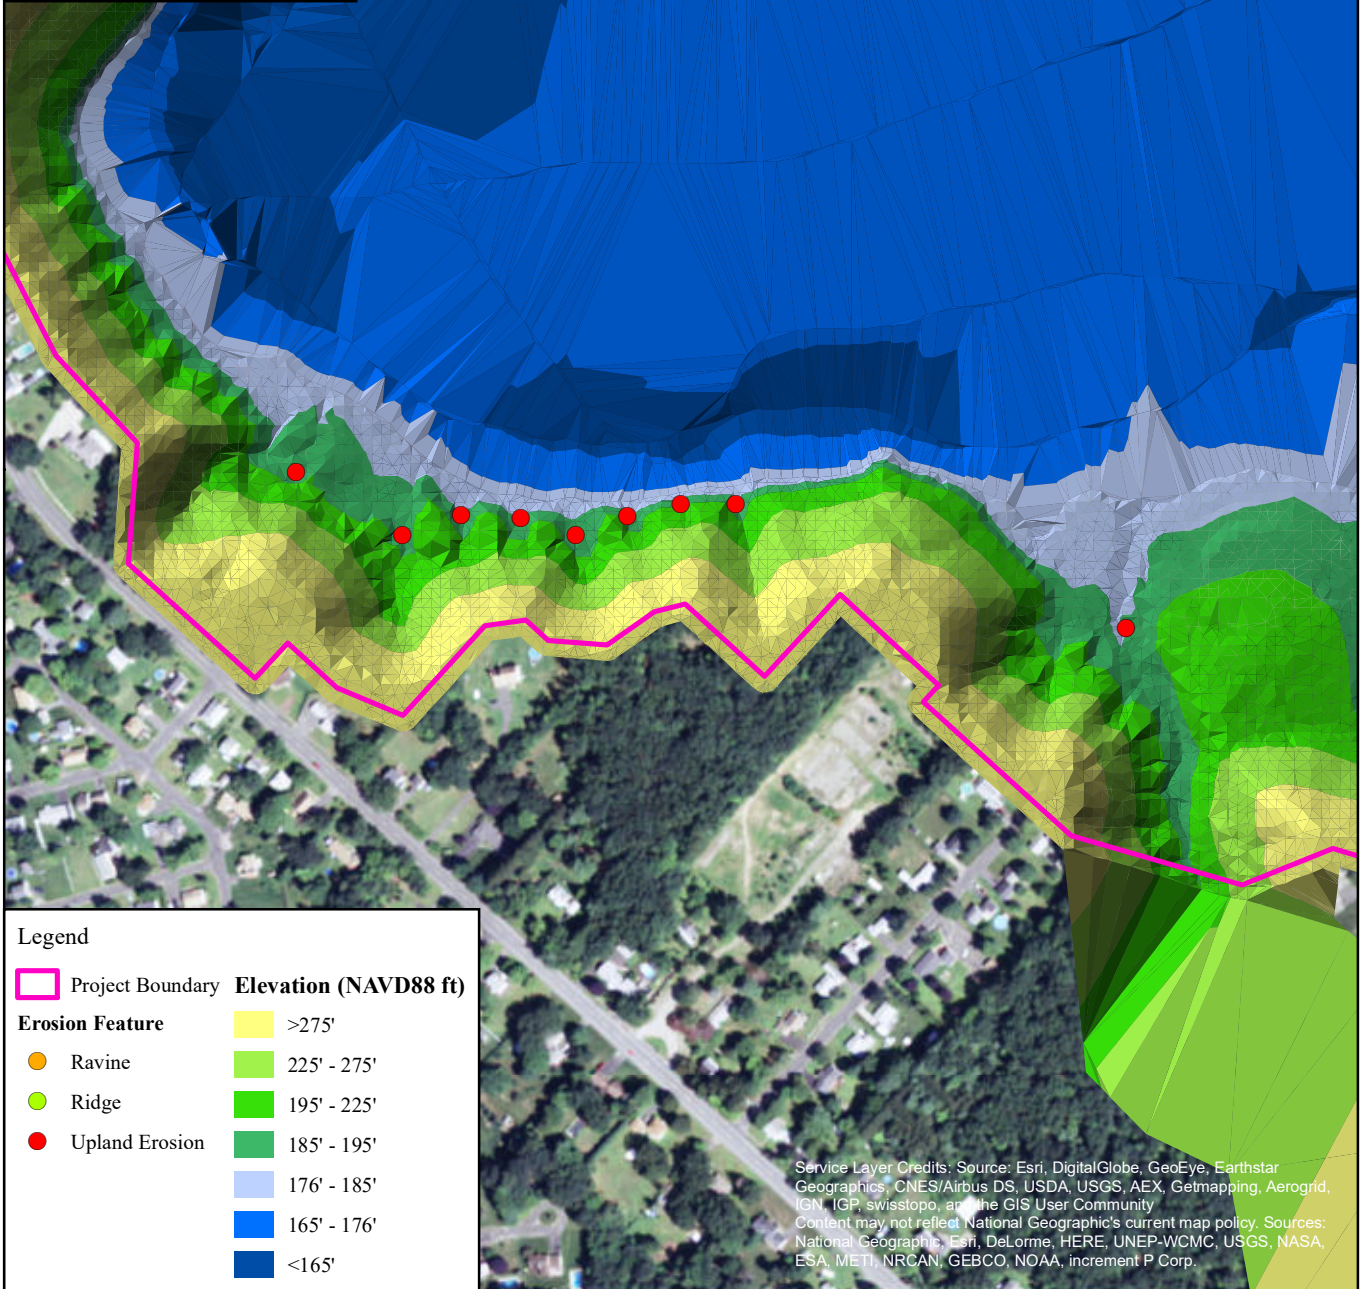 Legend
Project Boundary
Erosion Feature
Ravine
Ridge
Upland Erosion
Elevation (NAVD88 ft)
>275'
225' - 275'
195' - 225'
185' - 195'
176' - 185'
165' - 176'
<165'
Service Layer Credits: Source: Esri, DigitalGlobe, GeoEye, Earthstar
Geographics, CNES/Airbus DS, USDA, USGS, AEX, Getmapping, Aerogrid,
IGN, IGP, swisstopo, and the GIS User Community
Content may not reflect National Geographic's current map policy. Sources:
National Geographic, Esri, DeLorme, HERE, UNEP-WCMC, USGS, NASA,
ESA, METI, NRCAN, GEBCO, NOAA, increment P Corp.